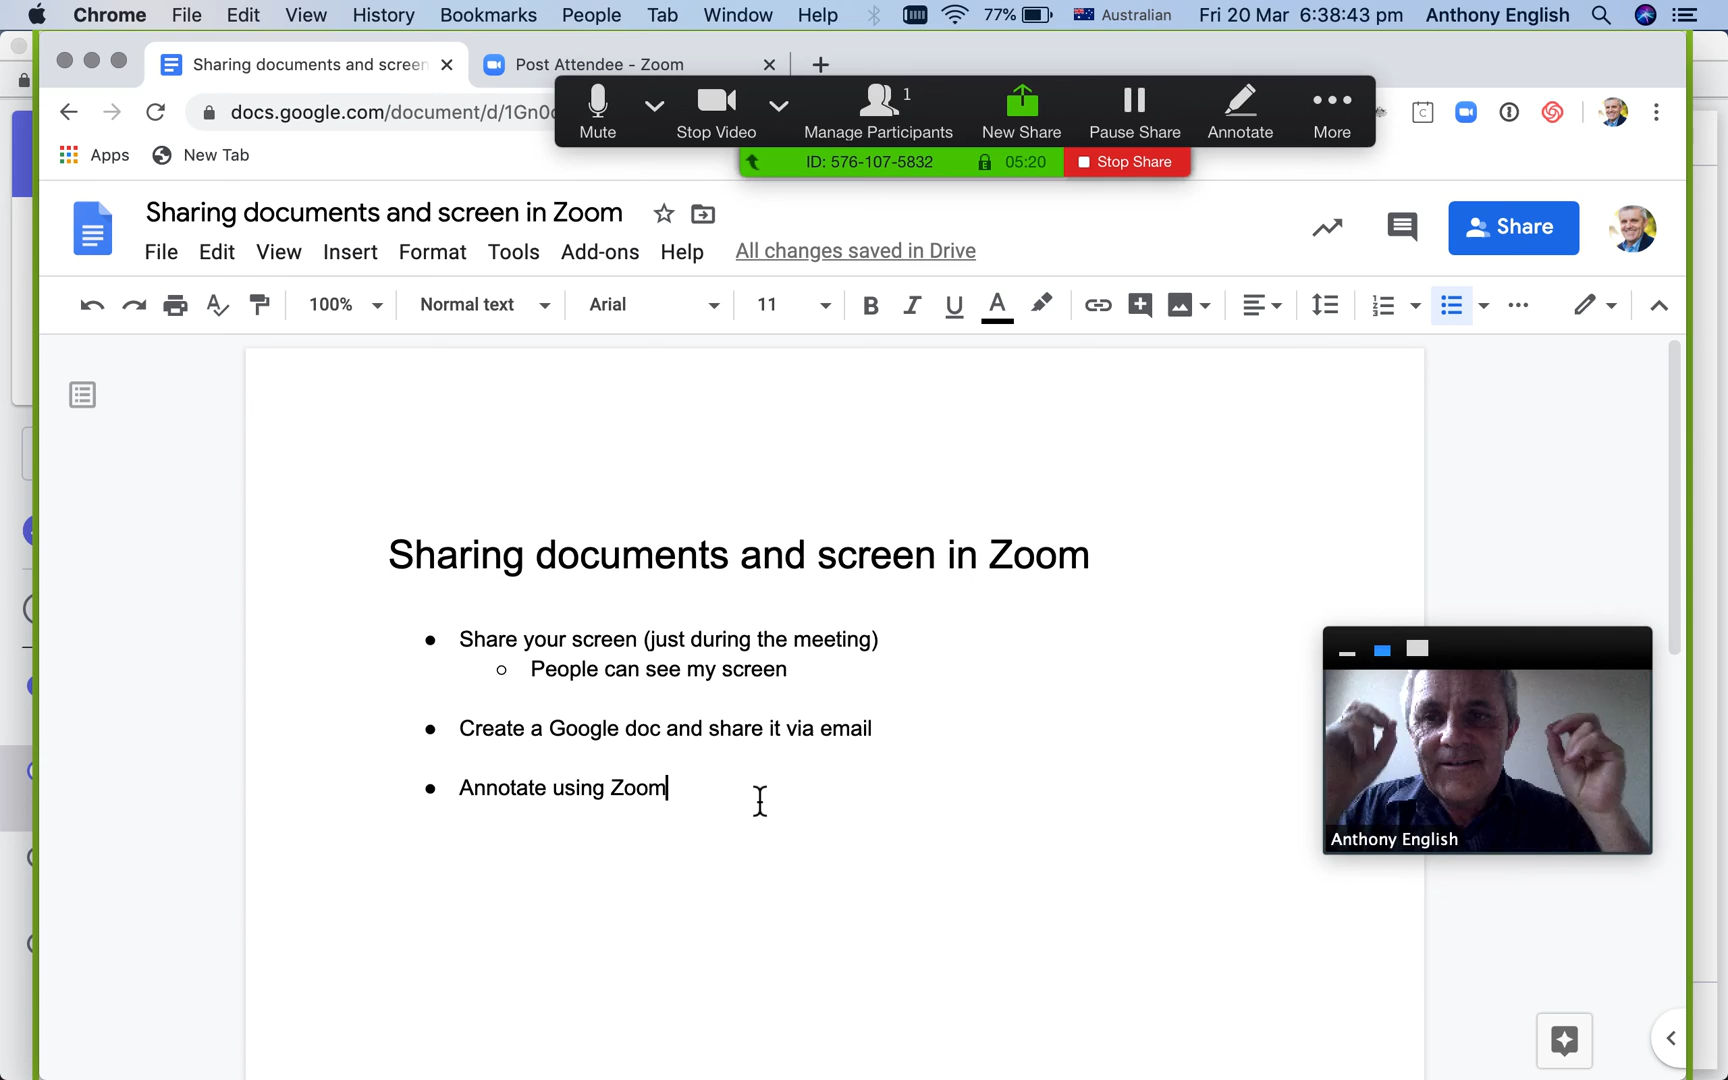 Chrome File Edit View History Bookmarks People Tab Window Help 77% Australian Fri 20 Mar 6:38:43 pm Anthony English
Sharing documents and screen Post Attendee - Zoom
docs.google.com/document/d/1Gn0
Mute Stop Video Manage Participants 1 New Share Pause Share Annotate More
Apps New Tab
ID: 576-107-5832 05:20 Stop Share
Sharing documents and screen in Zoom
Share
File Edit View Insert Format Tools Add-ons Help All changes saved in Drive
100% Normal text Arial 11 B I U A
Sharing documents and screen in Zoom
● Share your screen (just during the meeting)
○ People can see my screen
● Create a Google doc and share it via email
● Annotate using Zoom
Anthony English